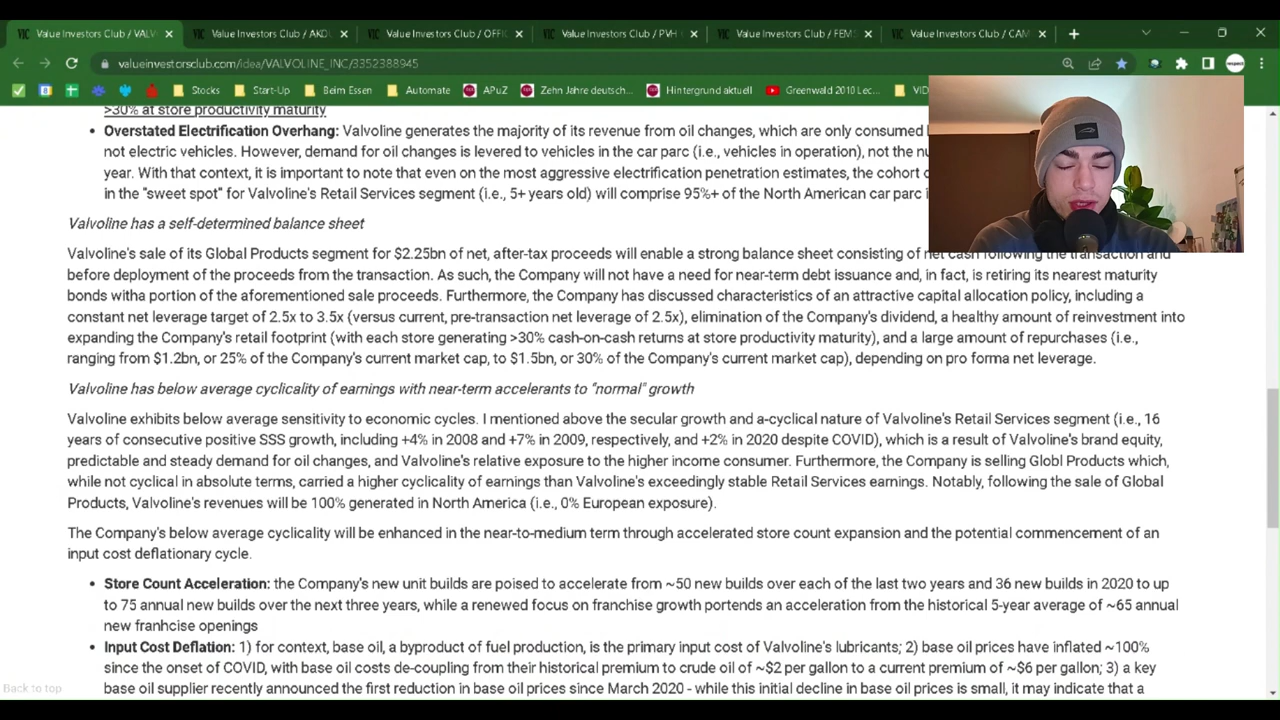 Value Investors Club / VALV
Value Investors Club / AKO
Value Investors Club / OFFI
Value Investors Club / PVH
Value Investors Club / FEMS
Value Investors Club / CAM
valueinvestorsclub.com/idea/VALVOLINE_INC/3352388945
Stocks
Start-Up
Beim Essen
Automate
APuZ
Zehn Jahre deutsch...
Hintergrund aktuell
Greenwald 2010 Lec...
>30% at store productivity maturity
• Overstated Electrification Overhang: Valvoline generates the majority of its revenue from oil changes, which are only consumed
not electric vehicles. However, demand for oil changes is levered to vehicles in the car parc (i.e., vehicles in operation), not the
year. With that context, it is important to note that even on the most aggressive electrification penetration estimates, the cohort
in the "sweet spot" for Valvoline's Retail Services segment (i.e., 5+ years old) will comprise 95%+ of the North American car parc
Valvoline has a self-determined balance sheet
Valvoline's sale of its Global Products segment for $2.25bn of net, after-tax proceeds will enable a strong balance sheet consisting of net cash following the transaction and
before deployment of the proceeds from the transaction. As such, the Company will not have a need for near-term debt issuance and, in fact, is retiring its nearest maturity
bonds witha portion of the aforementioned sale proceeds. Furthermore, the Company has discussed characteristics of an attractive capital allocation policy, including a
constant net leverage target of 2.5x to 3.5x (versus current, pre-transaction net leverage of 2.5x), elimination of the Company's dividend, a healthy amount of reinvestment into
expanding the Company's retail footprint (with each store generating >30% cash-on-cash returns at store productivity maturity), and a large amount of repurchases (i.e.,
ranging from $1.2bn, or 25% of the Company's current market cap, to $1.5bn, or 30% of the Company's current market cap), depending on pro forma net leverage.
Valvoline has below average cyclicality of earnings with near-term accelerants to "normal" growth
Valvoline exhibits below average sensitivity to economic cycles. I mentioned above the secular growth and a-cyclical nature of Valvoline's Retail Services segment (i.e., 16
years of consecutive positive SSS growth, including +4% in 2008 and +7% in 2009, respectively, and +2% in 2020 despite COVID), which is a result of Valvoline's brand equity,
predictable and steady demand for oil changes, and Valvoline's relative exposure to the higher income consumer. Furthermore, the Company is selling Globl Products which,
while not cyclical in absolute terms, carried a higher cyclicality of earnings than Valvoline's exceedingly stable Retail Services earnings. Notably, following the sale of Global
Products, Valvoline's revenues will be 100% generated in North America (i.e., 0% European exposure).
The Company's below average cyclicality will be enhanced in the near-to-medium term through accelerated store count expansion and the potential commencement of an
input cost deflationary cycle.
• Store Count Acceleration: the Company's new unit builds are poised to accelerate from ~50 new builds over each of the last two years and 36 new builds in 2020 to up
to 75 annual new builds over the next three years, while a renewed focus on franchise growth portends an acceleration from the historical 5-year average of ~65 annual
new franhcise openings
• Input Cost Deflation: 1) for context, base oil, a byproduct of fuel production, is the primary input cost of Valvoline's lubricants; 2) base oil prices have inflated ~100%
since the onset of COVID, with base oil costs de-coupling from their historical premium to crude oil of ~$2 per gallon to a current premium of ~$6 per gallon; 3) a key
base oil supplier recently announced the first reduction in base oil prices since March 2020 - while this initial decline in base oil prices is small, it may indicate that a
Back to top